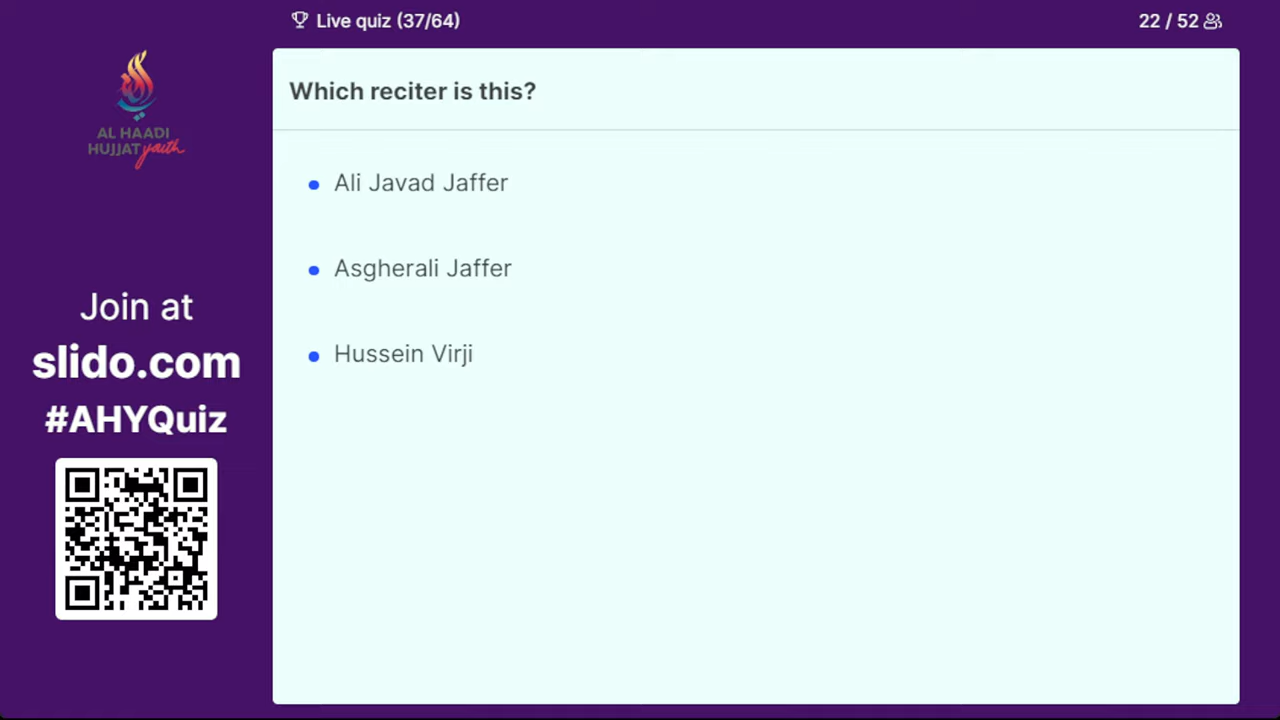 Live quiz (37/64)
22 / 52
AL HAADI
HUJJAT youth
Which reciter is this?
Ali Javad Jaffer
Asgherali Jaffer
Hussein Virji
Join at
slido.com
#AHYQuiz